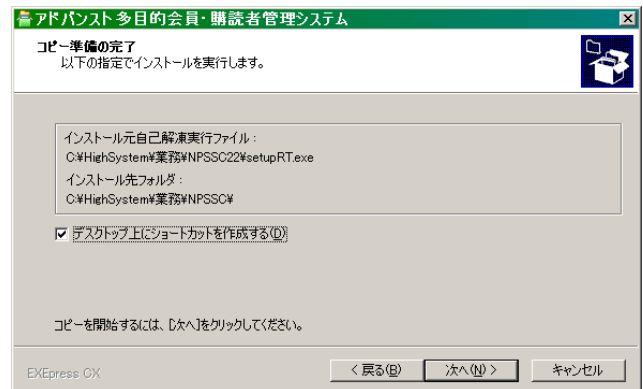 アドバンスト多目的会員・購読者管理システム
コピー準備の完了
以下の指定でインストールを実行します。
インストール元自己解凍実行ファイル：
C:¥HighSystem¥業務¥NPSSC22¥setupRT.exe
インストール先フォルダ：
C:¥HighSystem¥業務¥NPSSC¥
デスクトップ上にショートカットを作成する(D)
コピーを開始するには、[次へ]をクリックしてください。
EXEpress CX
< 戻る(B) 次へ(N) > キャンセル